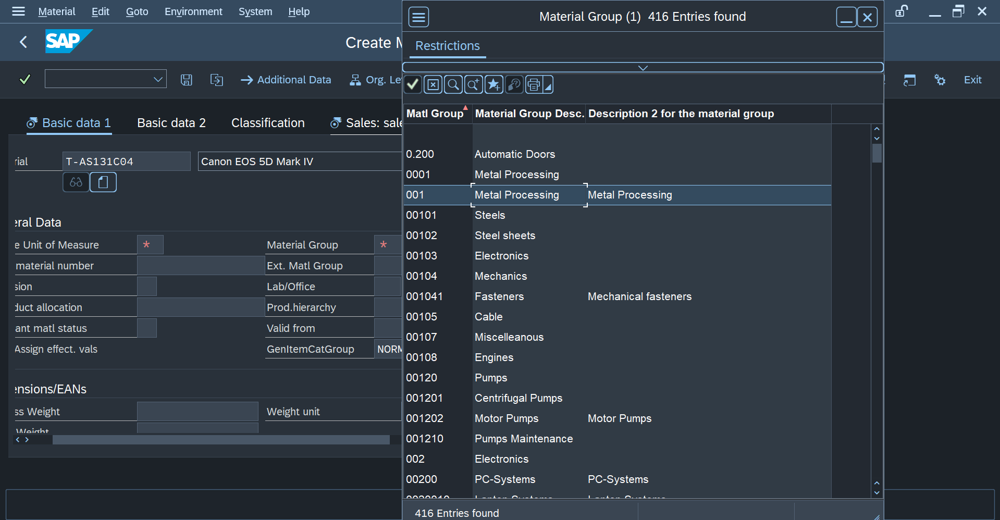 Material Edit Goto Environment System Help
Material Group (1) 416 Entries found
SAP
Create M
Restrictions
Additional Data
Org. Le
Exit
Basic data 1
Basic data 2
Classification
Sales: sale
Matl Group Material Group Desc. Description 2 for the material group
rial T-AS131C04 Canon EOS 5D Mark IV
eral Data
e Unit of Measure * Material Group *
material number Ext. Matl Group
sion Lab/Office
duct allocation Prod.hierarchy
ant matl status Valid from
Assign effect. vals GenItemCatGroup NORM
ensions/EANs
ss Weight Weight unit
Weight
0.200 Automatic Doors
0001 Metal Processing
001 Metal Processing Metal Processing
00101 Steels
00102 Steel sheets
00103 Electronics
00104 Mechanics
001041 Fasteners Mechanical fasteners
00105 Cable
00107 Miscelleanous
00108 Engines
00120 Pumps
001201 Centrifugal Pumps
001202 Motor Pumps Motor Pumps
001210 Pumps Maintenance
002 Electronics
00200 PC-Systems PC-Systems
416 Entries found